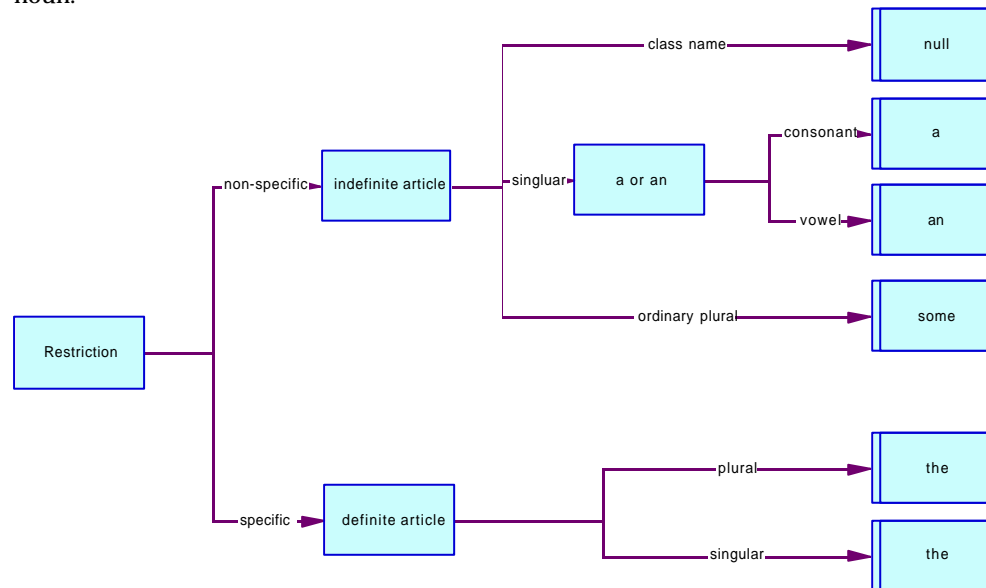 noun.
class name
null
consonant
a
non-specific
indefinite article
singluar
a or an
vowel
an
ordinary plural
some
Restriction
plural
the
specific
definite article
singular
the